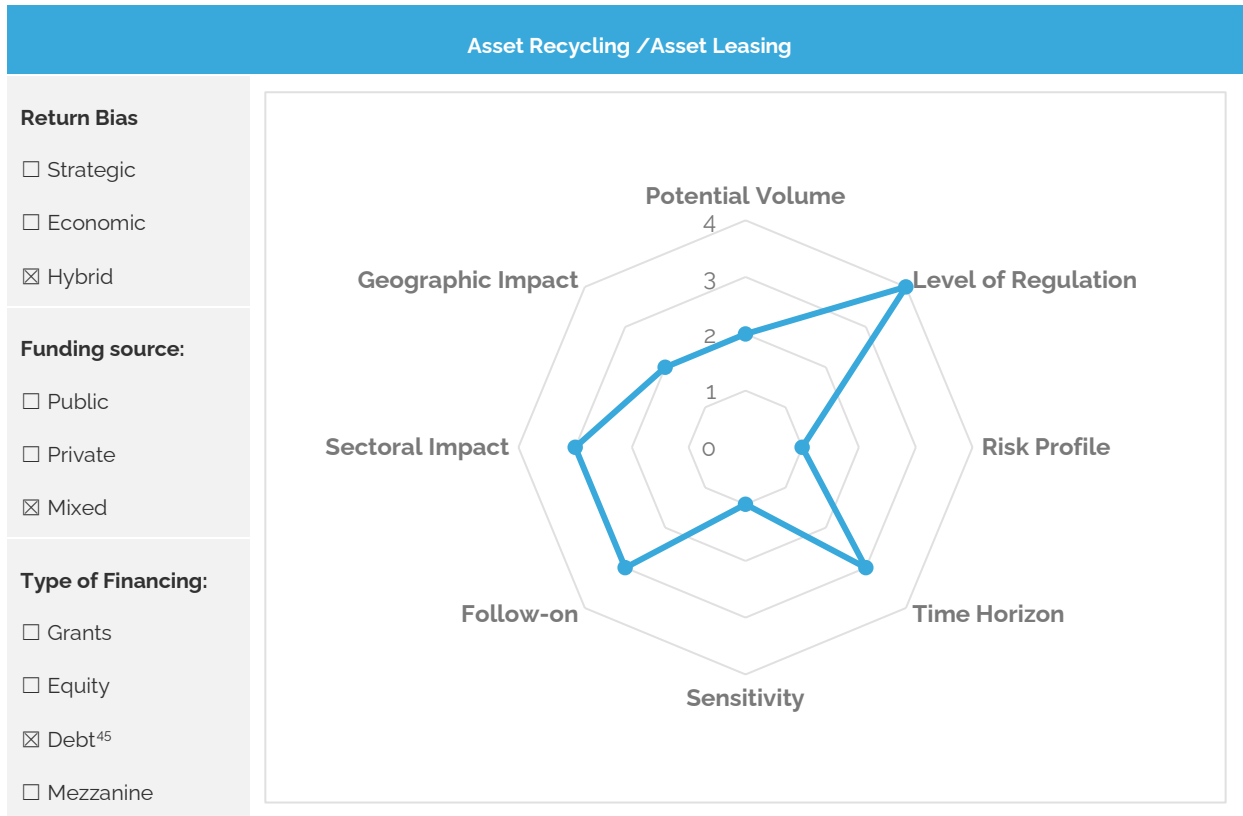 Asset Recycling /Asset Leasing
Return Bias
☐ Strategic
☐ Economic
☒ Hybrid
Funding source:
☐ Public
☐ Private
☒ Mixed
Type of Financing:
☐ Grants
☐ Equity
☒ Debt⁴⁵
☐ Mezzanine
Potential Volume
4
Geographic Impact
Level of Regulation
3
2
1
Sectoral Impact
0
Risk Profile
Follow-on
Time Horizon
Sensitivity